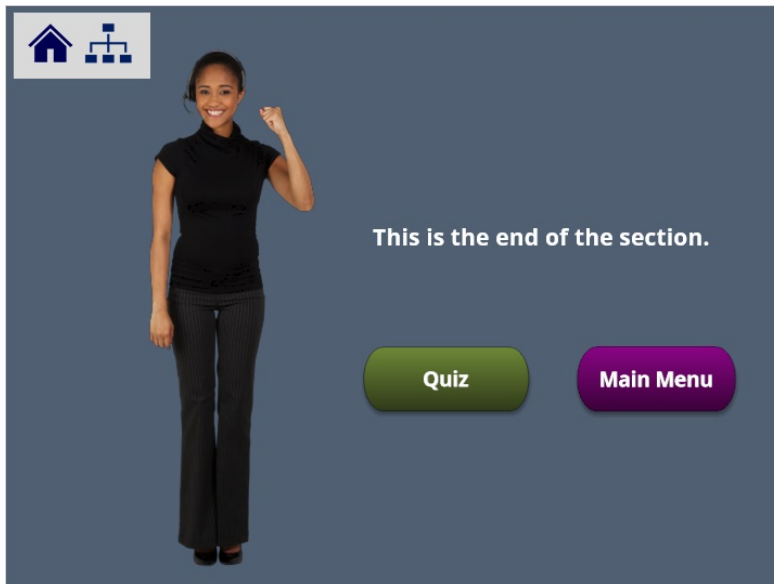 This is the end of the section.
Quiz
Main Menu